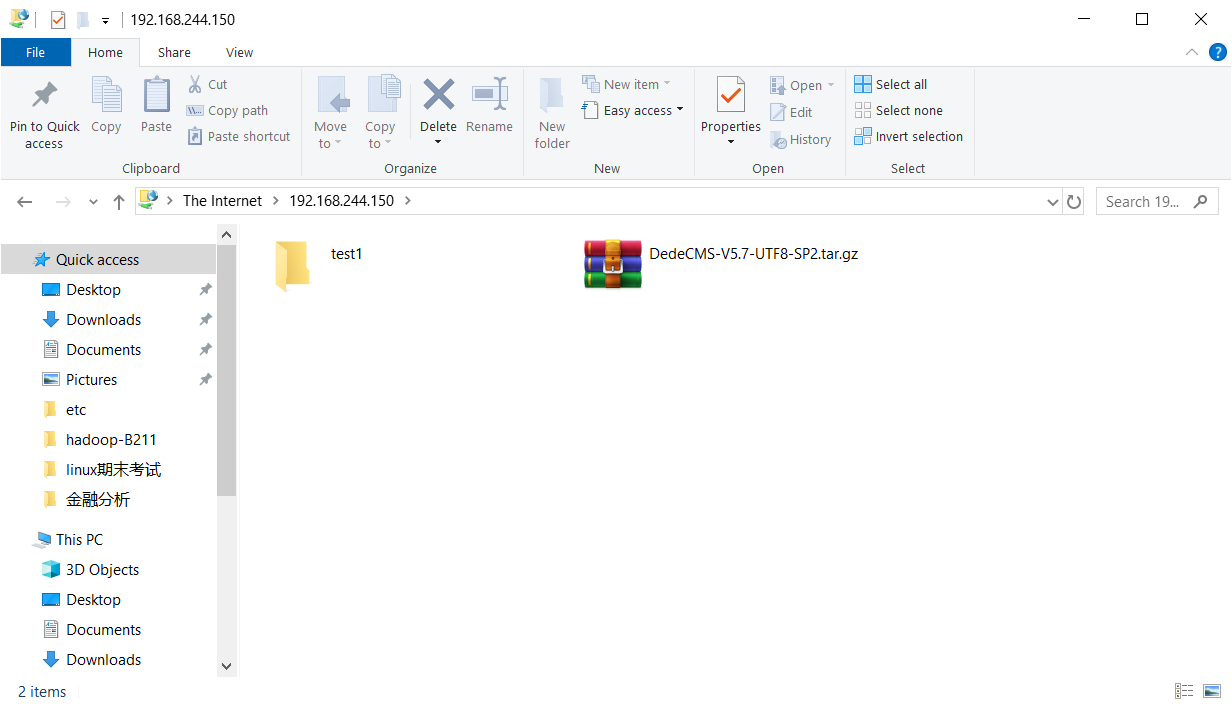 192.168.244.150
File Home Share View
Pin to Quick access
Copy
Paste
Cut
Copy path
Paste shortcut
Clipboard
Move to
Copy to
Delete
Rename
Organize
New folder
New item
Easy access
New
Properties
Open
Edit
History
Open
Select all
Select none
Invert selection
Select
The Internet > 192.168.244.150 >
Search 19...
Quick access
Desktop
Downloads
Documents
Pictures
etc
hadoop-B211
linux期末考试
金融分析
This PC
3D Objects
Desktop
Documents
Downloads
test1
DedeCMS-V5.7-UTF8-SP2.tar.gz
2 items